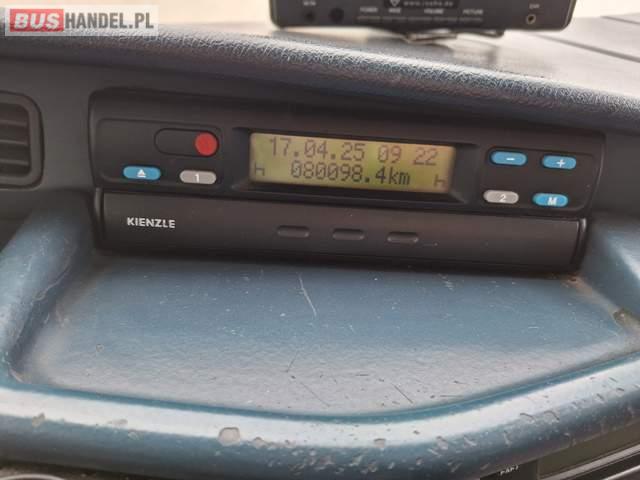 BUSHANDEL.PL
17.04.25 09 22
080098.4km
1
2
M
KIENZLE